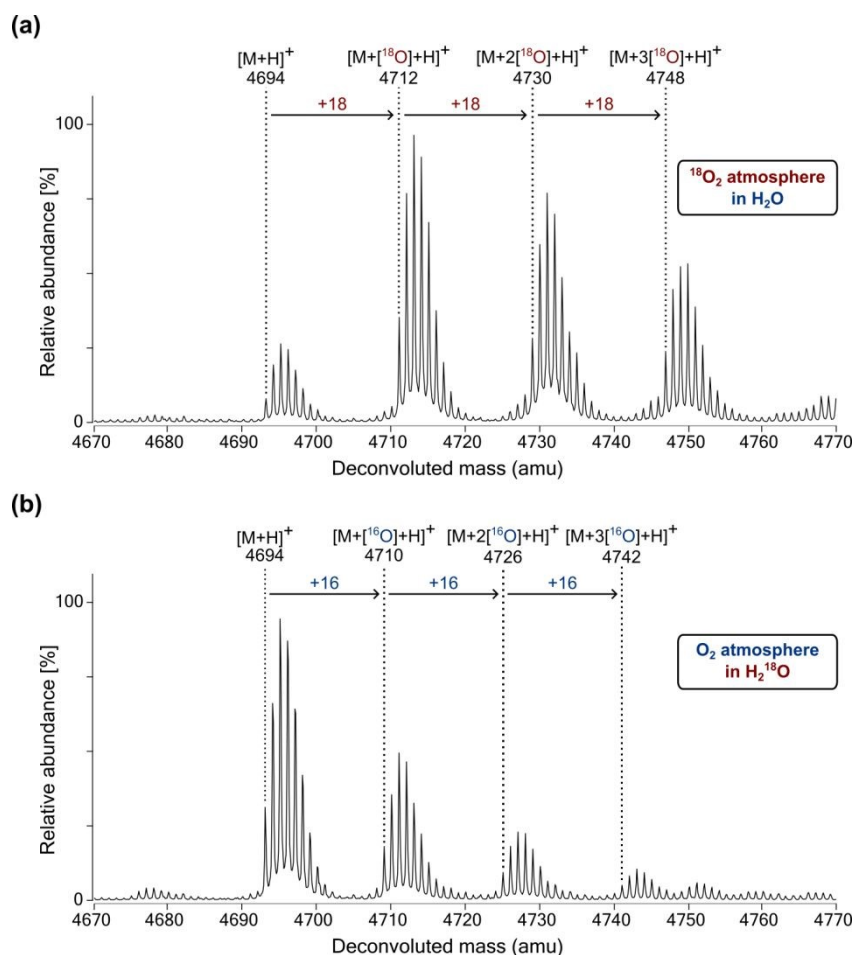 (a)
[M+H]⁺ [M+[¹⁸O]+H]⁺ [M+2[¹⁸O]+H]⁺ [M+3[¹⁸O]+H]⁺
4694 4712 4730 4748
+18 +18 +18
100
¹⁸O₂ atmosphere
in H₂O
Relative abundance [%]
0
4670 4680 4690 4700 4710 4720 4730 4740 4750 4760 4770
Deconvoluted mass (amu)
(b)
[M+H]⁺ [M+[¹⁶O]+H]⁺ [M+2[¹⁶O]+H]⁺ [M+3[¹⁶O]+H]⁺
4694 4710 4726 4742
+16 +16 +16
100
O₂ atmosphere
in H₂¹⁸O
Relative abundance [%]
0
4670 4680 4690 4700 4710 4720 4730 4740 4750 4760 4770
Deconvoluted mass (amu)